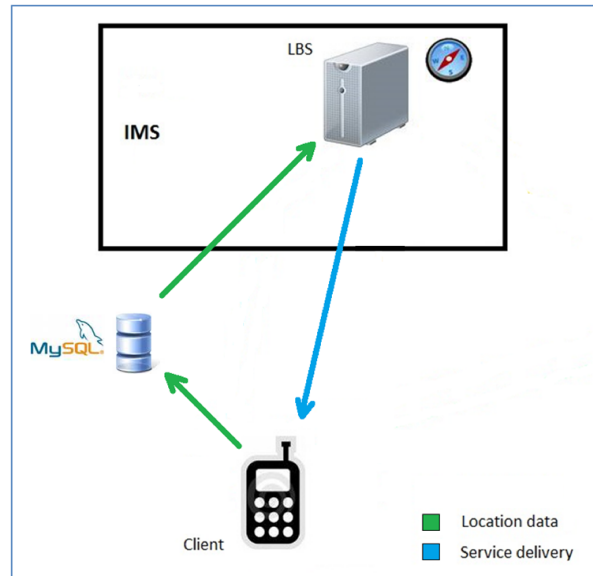 LBS
IMS
MySQL
Client
Location data
Service delivery